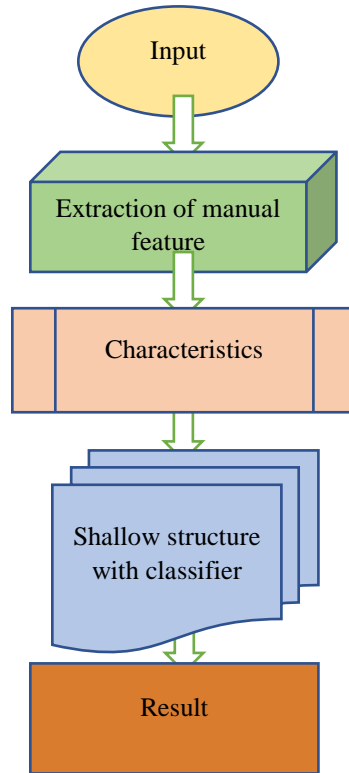 Input
Extraction of manual
feature
Characteristics
Shallow structure
with classifier
Result